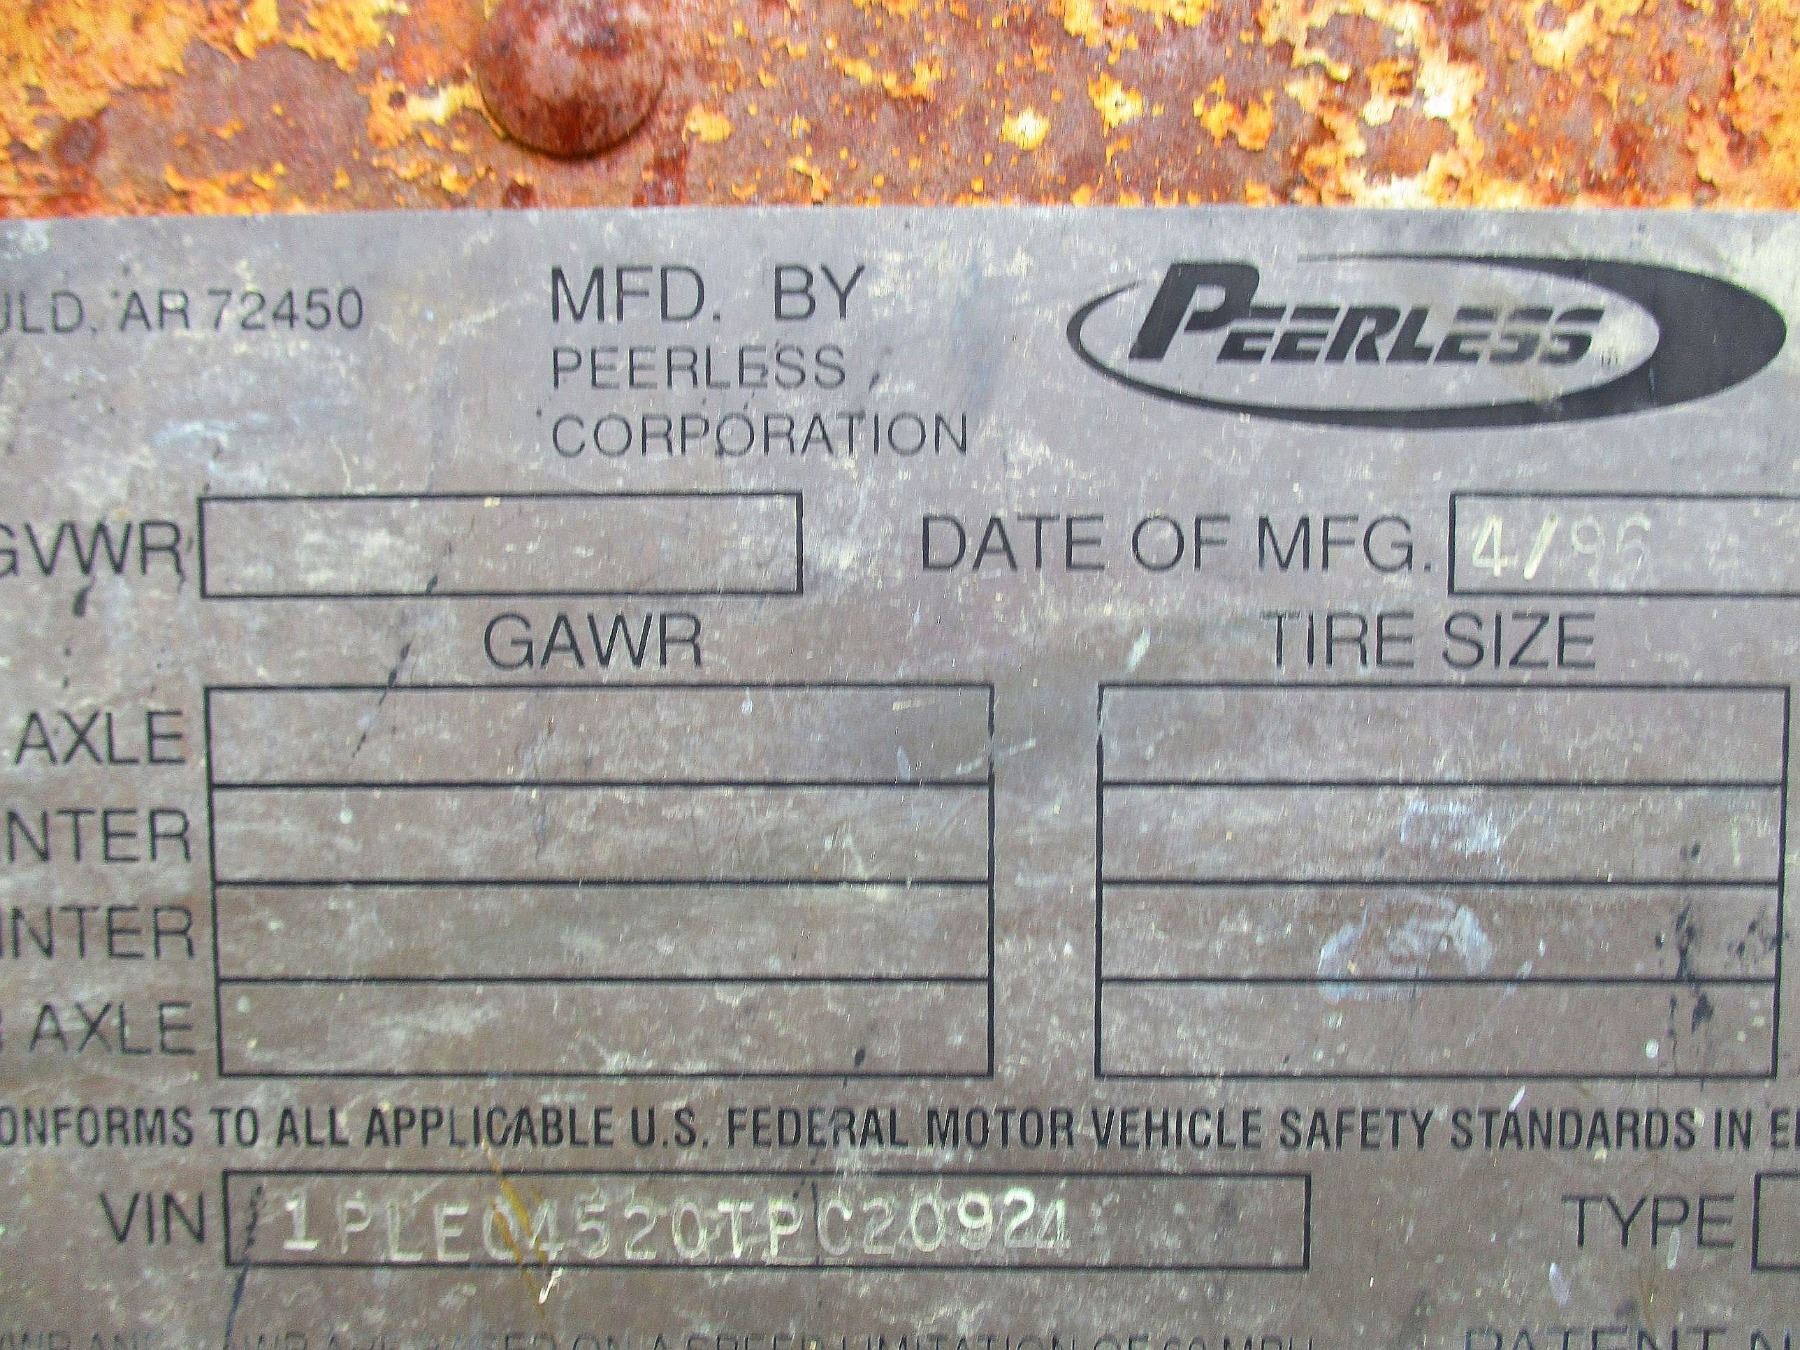 ULD, AR 72450
MFD. BY
PEERLESS
CORPORATION
PEERLESS
GVWR
DATE OF MFG. 4/96
GAWR TIRE SIZE
AXLE
NTER
INTER
AXLE
ONFORMS TO ALL APPLICABLE U.S. FEDERAL MOTOR VEHICLE SAFETY STANDARDS IN
VIN 1PLE04520TPC20924 TYPE